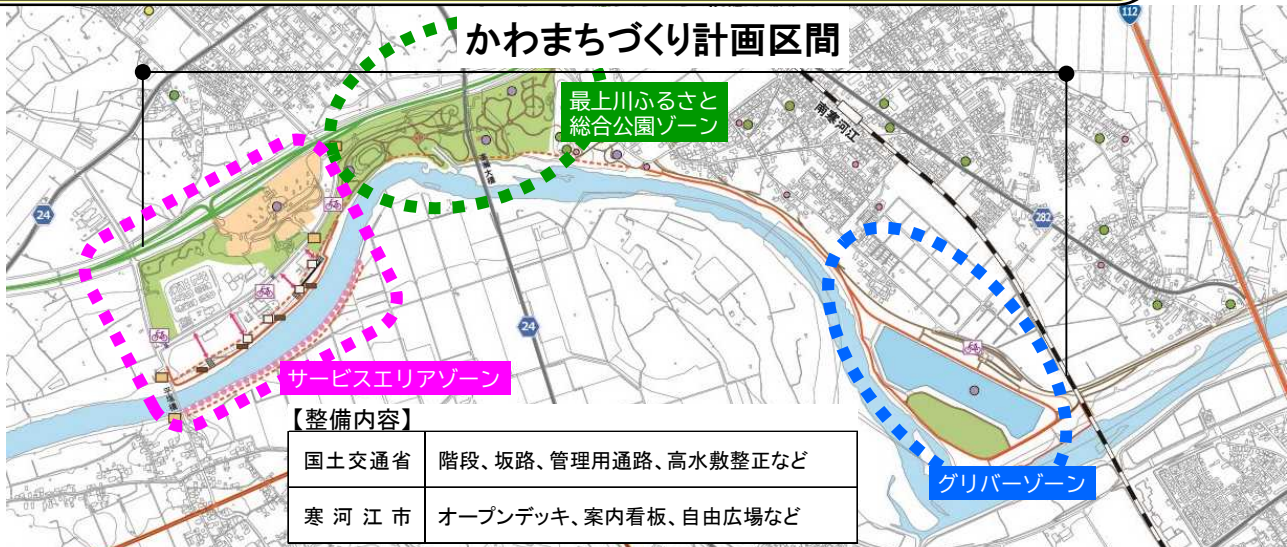 かわまちづくり計画区間
112
最上川ふるさと
総合公園ゾーン
南寒河江
24
282
24
サービスエリアゾーン
【整備内容】
国土交通省 階段、坂路、管理用通路、高水敷整正など
寒河江市 オープンデッキ、案内看板、自由広場など
グリバーゾーン